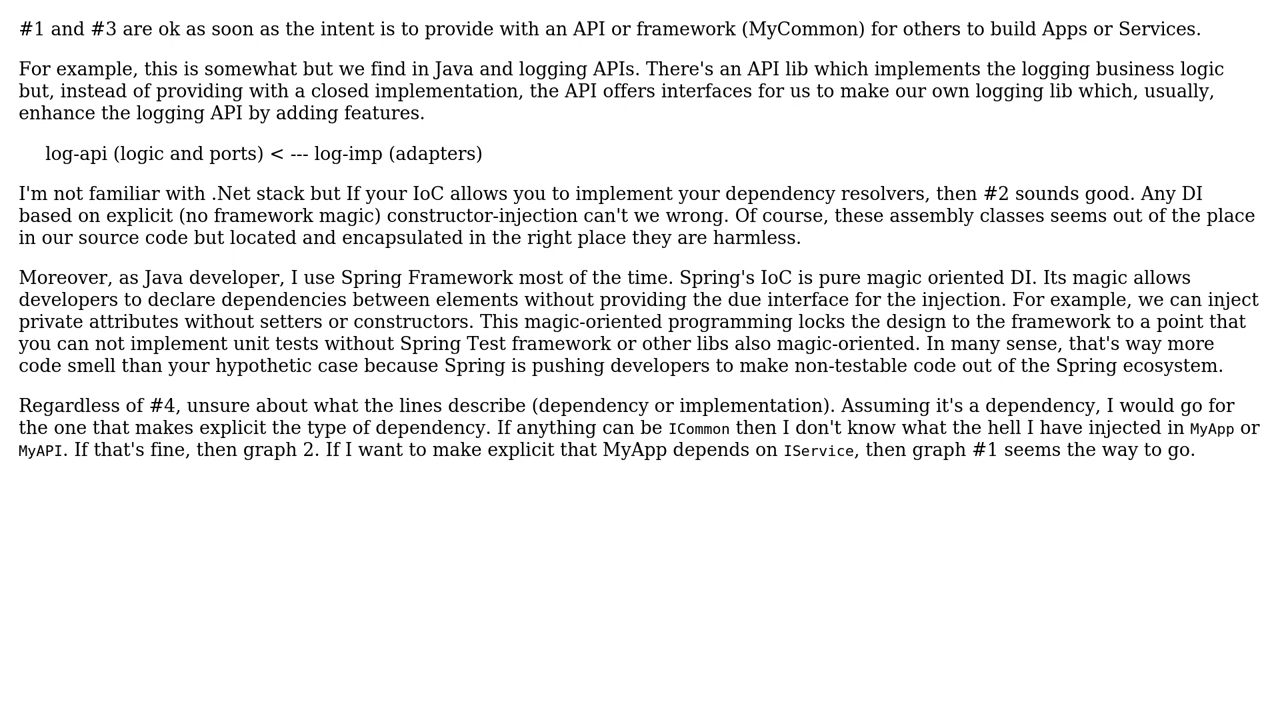 #1 and #3 are ok as soon as the intent is to provide with an API or framework (MyCommon) for others to build Apps or Services.
For example, this is somewhat but we find in Java and logging APIs. There's an API lib which implements the logging business logic
but, instead of providing with a closed implementation, the API offers interfaces for us to make our own logging lib which, usually,
enhance the logging API by adding features.
log-api (logic and ports) < --- log-imp (adapters)
I'm not familiar with .Net stack but If your IoC allows you to implement your dependency resolvers, then #2 sounds good. Any DI
based on explicit (no framework magic) constructor-injection can't we wrong. Of course, these assembly classes seems out of the place
in our source code but located and encapsulated in the right place they are harmless.
Moreover, as Java developer, I use Spring Framework most of the time. Spring's IoC is pure magic oriented DI. Its magic allows
developers to declare dependencies between elements without providing the due interface for the injection. For example, we can inject
private attributes without setters or constructors. This magic-oriented programming locks the design to the framework to a point that
you can not implement unit tests without Spring Test framework or other libs also magic-oriented. In many sense, that's way more
code smell than your hypothetic case because Spring is pushing developers to make non-testable code out of the Spring ecosystem.
Regardless of #4, unsure about what the lines describe (dependency or implementation). Assuming it's a dependency, I would go for
the one that makes explicit the type of dependency. If anything can be ICommon then I don't know what the hell I have injected in MyApp or
MyAPI. If that's fine, then graph 2. If I want to make explicit that MyApp depends on IService, then graph #1 seems the way to go.